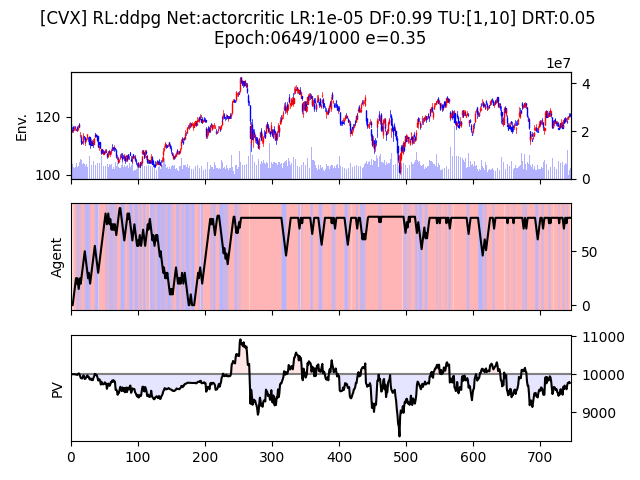 [CVX] RL:ddpg Net:actorcritic LR:1e-05 DF:0.99 TU:[1,10] DRT:0.05
Epoch:0649/1000 e=0.35
1e7
Env.
120
100
4
2
0
Agent
50
0
PV
11000
10000
9000
0 100 200 300 400 500 600 700